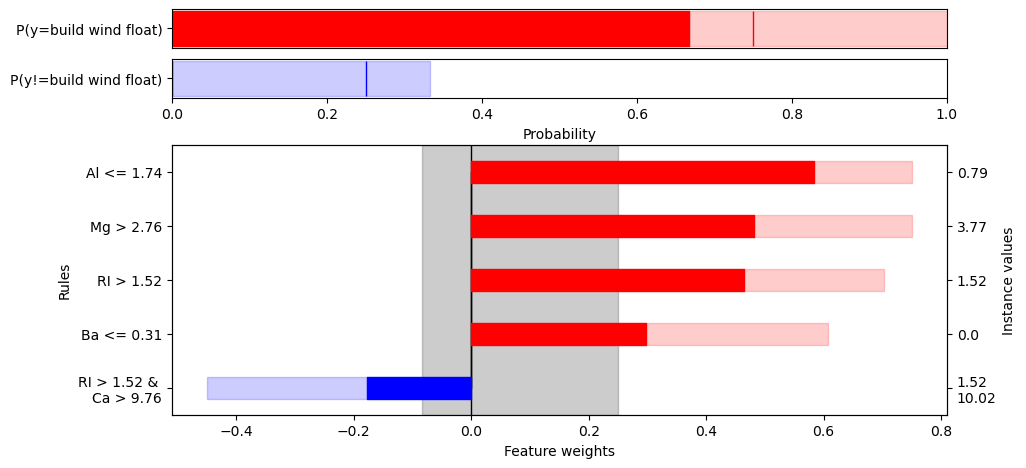 P(y=build wind float)
P(y!=build wind float)
0.0 0.2 0.4 0.6 0.8 1.0
Probability
Al <= 1.74 0.79
Mg > 2.76 3.77
RI > 1.52 1.52
Ba <= 0.31 0.0
RI > 1.52 & 1.52
Ca > 9.76 10.02
Rules
Instance values
−0.4 −0.2 0.0 0.2 0.4 0.6 0.8
Feature weights